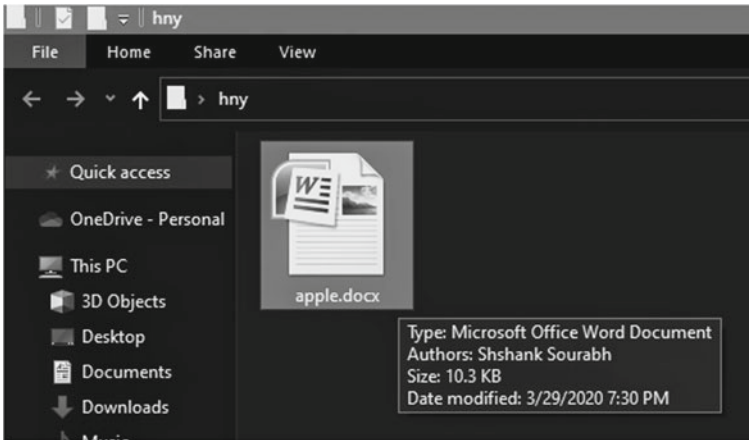 hny
File Home Share View
hny
Quick access
OneDrive - Personal
This PC
3D Objects
Desktop
Documents
Downloads
Music
W
apple.docx
Type: Microsoft Office Word Document
Authors: Shshank Sourabh
Size: 10.3 KB
Date modified: 3/29/2020 7:30 PM